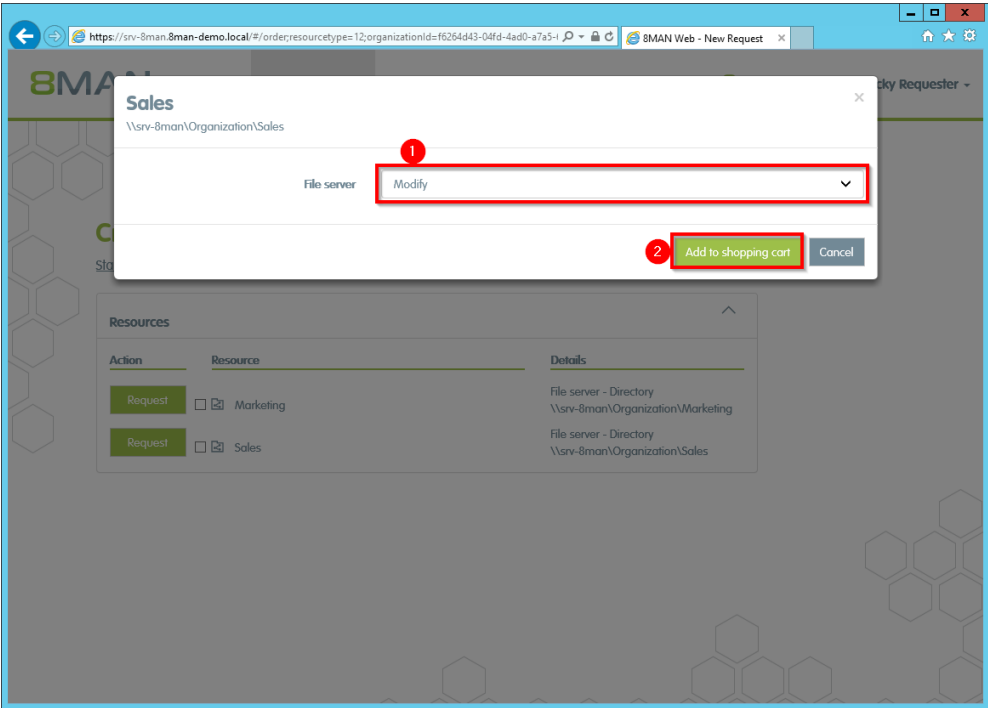 x
https://srv-8man.8man-demo.local/#/order;resourcetype=12;organizationId=f6264d43-04fd-4ad0-a7a5-
8MAN Web - New Request ×
8MA
cky Requester
Sales ×
\\srv-8man\Organization\Sales
1
File server Modify
2 Add to shopping cart Cancel
Resources
Action Resource Details
Request Marketing File server - Directory
\\srv-8man\Organization\Marketing
Request Sales File server - Directory
\\srv-8man\Organization\Sales